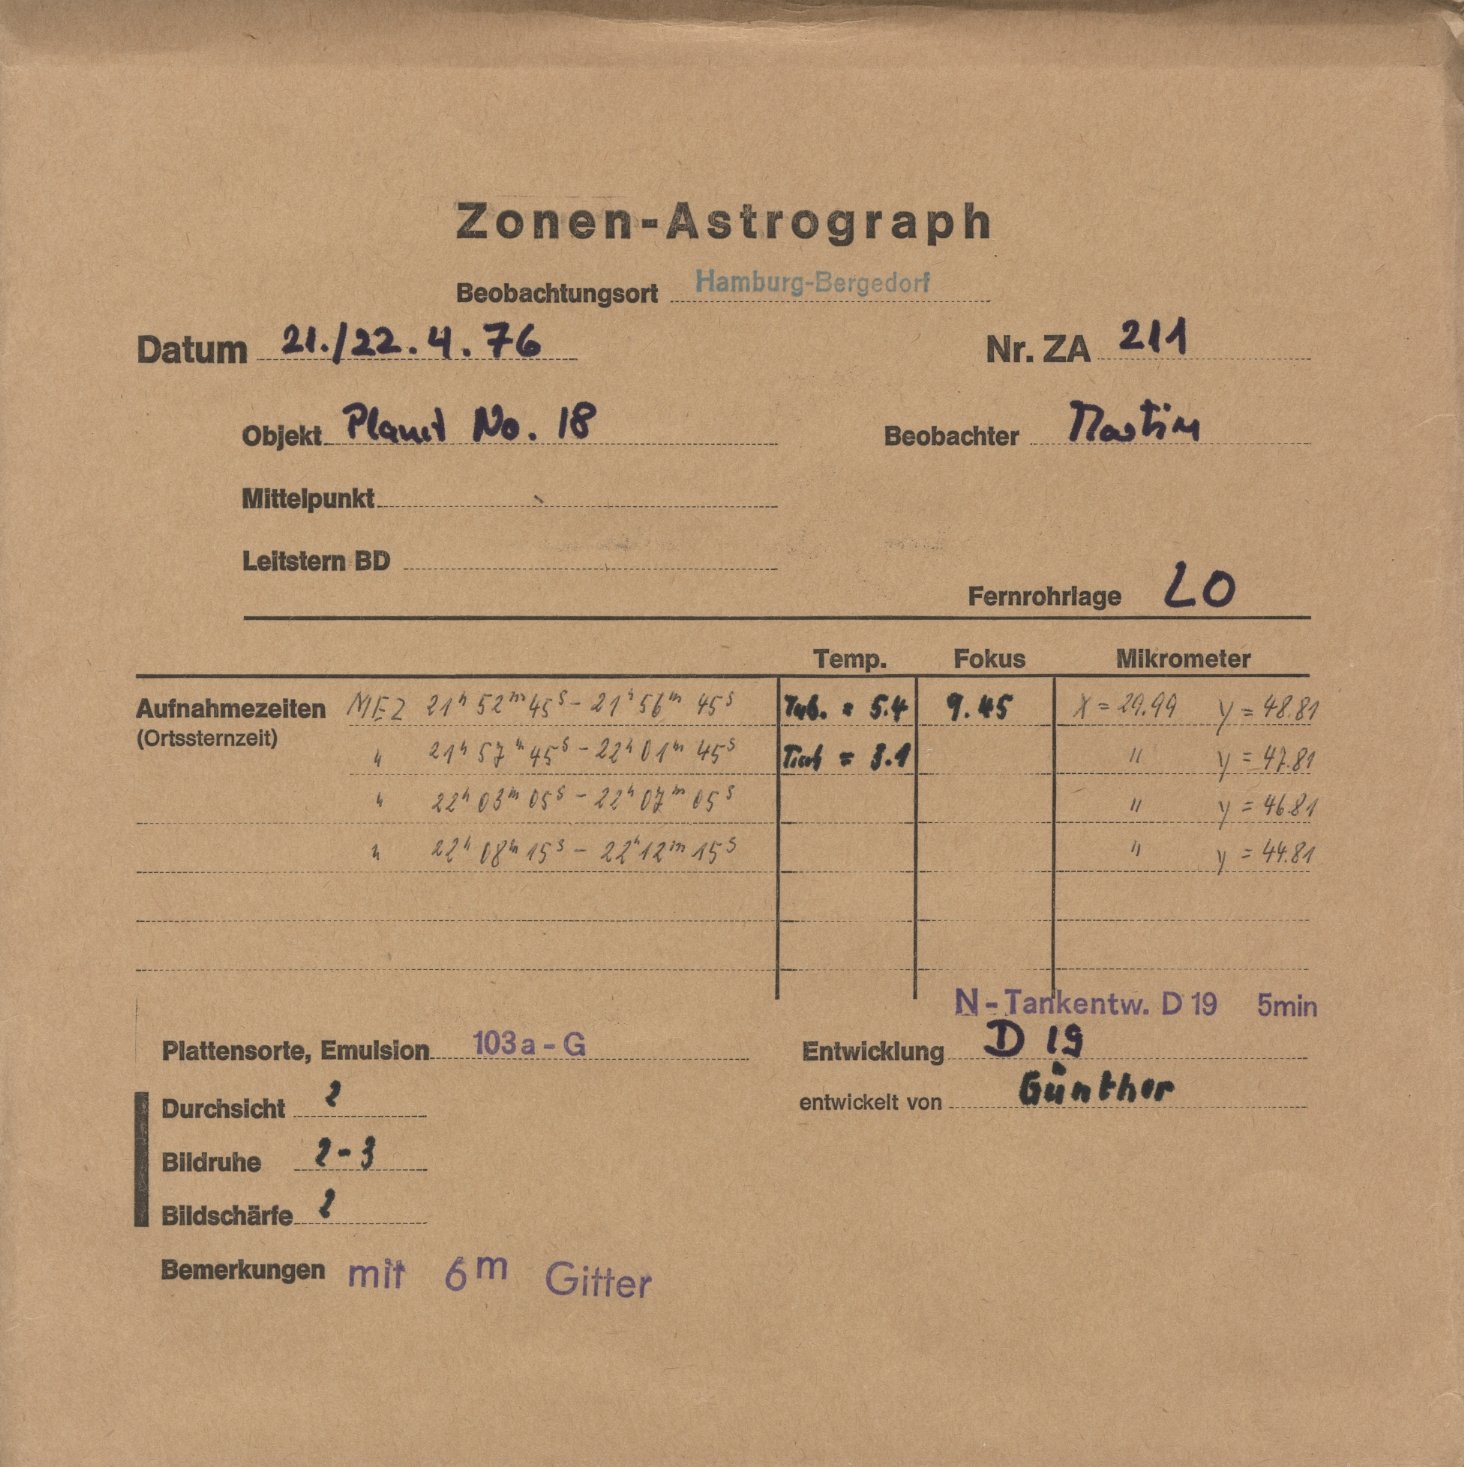 Zonen-Astrograph
Beobachtungsort Hamburg-Bergedorf
Datum 21./22.4.76 Nr. ZA 211
Objekt Planet No. 18 Beobachter Martin
Mittelpunkt
Leitstern BD
Fernrohrlage LO
Temp. Fokus Mikrometer
Aufnahmezeiten MEZ 21h 52m 45s - 21h 56m 45s = 5.4 9.45 X = 29.99 y = 48.81
(Ortssternzeit) " 21h 57m 45s - 22h 01m 45s = 3.1 " y = 47.81
" 22h 03m 05s - 22h 07m 05s " y = 46.81
" 22h 08m 15s - 22h 12m 15s " y = 44.81
N-Tankentw. D 19 5min
Plattensorte, Emulsion 103a-G Entwicklung D 19
Durchsicht 2 entwickelt von Günther
Bildruhe 2-3
Bildschärfe 2
Bemerkungen mit 6m Gitter